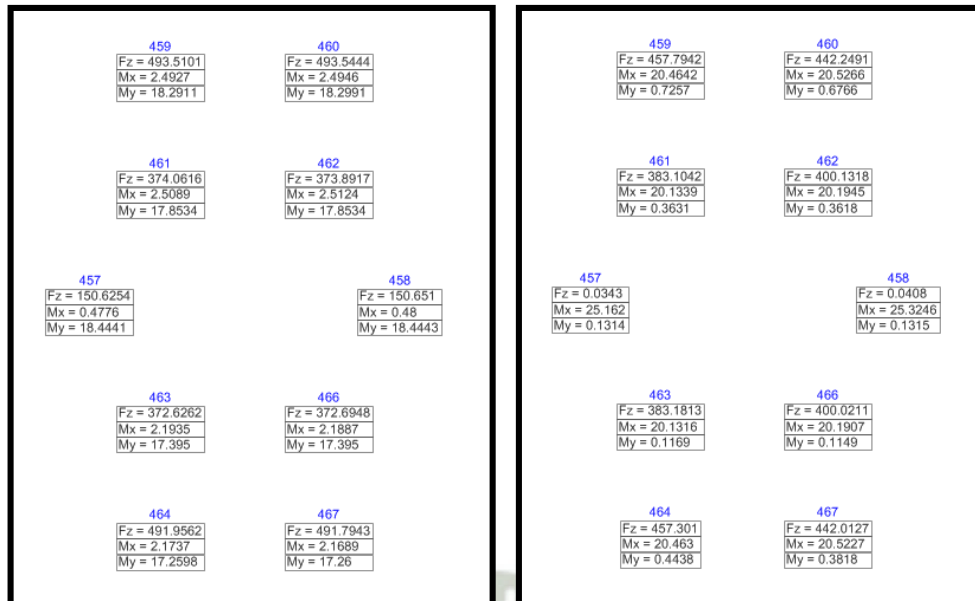 459
Fz = 493.5101
Mx = 2.4927
My = 18.2911
460
Fz = 493.5444
Mx = 2.4946
My = 18.2991
461
Fz = 374.0616
Mx = 2.5089
My = 17.8534
462
Fz = 373.8917
Mx = 2.5124
My = 17.8534
457
Fz = 150.6254
Mx = 0.4776
My = 18.4441
458
Fz = 150.651
Mx = 0.48
My = 18.4443
463
Fz = 372.6262
Mx = 2.1935
My = 17.395
466
Fz = 372.6948
Mx = 2.1887
My = 17.395
464
Fz = 491.9562
Mx = 2.1737
My = 17.2598
467
Fz = 491.7943
Mx = 2.1689
My = 17.26
459
Fz = 457.7942
Mx = 20.4642
My = 0.7257
460
Fz = 442.2491
Mx = 20.5266
My = 0.6766
461
Fz = 383.1042
Mx = 20.1339
My = 0.3631
462
Fz = 400.1318
Mx = 20.1945
My = 0.3618
457
Fz = 0.0343
Mx = 25.162
My = 0.1314
458
Fz = 0.0408
Mx = 25.3246
My = 0.1315
463
Fz = 383.1813
Mx = 20.1316
My = 0.1169
466
Fz = 400.0211
Mx = 20.1907
My = 0.1149
464
Fz = 457.301
Mx = 20.463
My = 0.4438
467
Fz = 442.0127
Mx = 20.5227
My = 0.3818